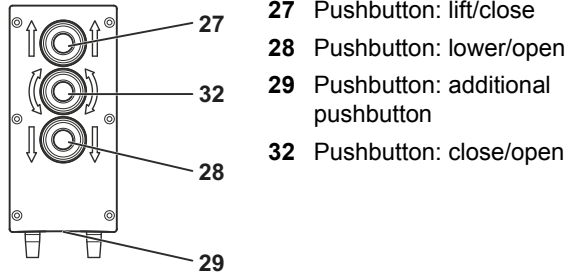 27
32
28
29
27 Pushbutton: lift/close
28 Pushbutton: lower/open
29 Pushbutton: additional
pushbutton
32 Pushbutton: close/open